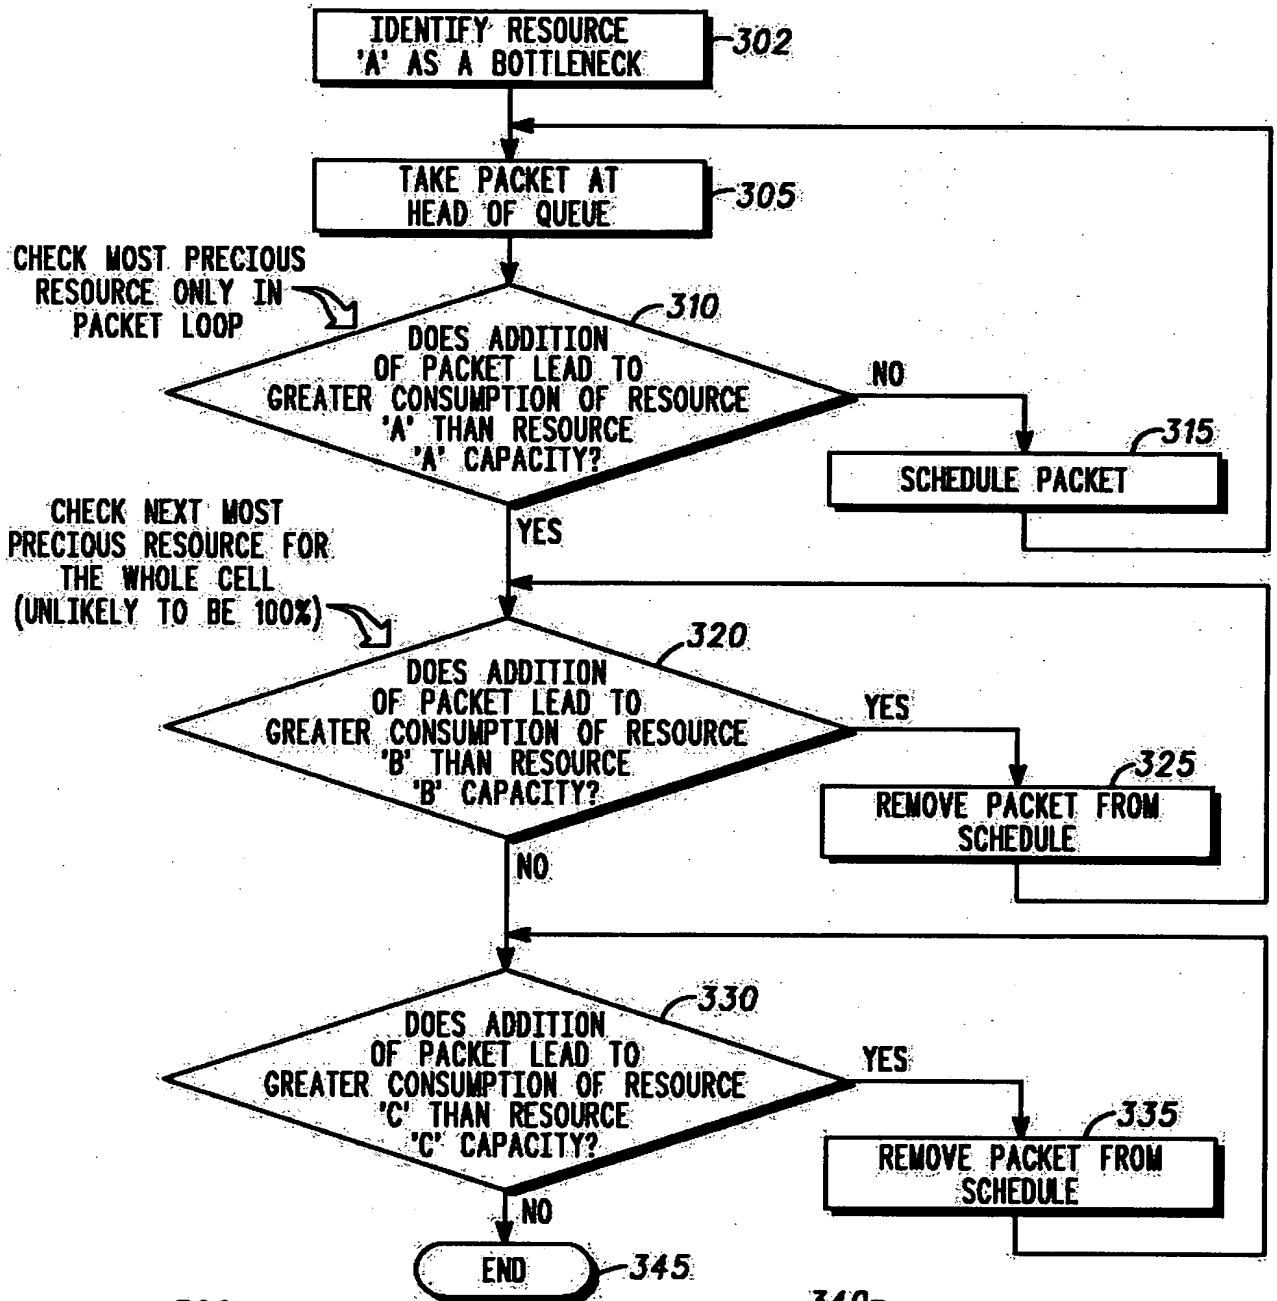 IDENTIFY RESOURCE
'A' AS A BOTTLENECK
302
TAKE PACKET AT
HEAD OF QUEUE
305
CHECK MOST PRECIOUS
RESOURCE ONLY IN
PACKET LOOP
310
DOES ADDITION
OF PACKET LEAD TO
GREATER CONSUMPTION OF RESOURCE
'A' THAN RESOURCE
'A' CAPACITY?
NO
315
SCHEDULE PACKET
YES
CHECK NEXT MOST
PRECIOUS RESOURCE FOR
THE WHOLE CELL
(UNLIKELY TO BE 100%)
320
DOES ADDITION
OF PACKET LEAD TO
GREATER CONSUMPTION OF RESOURCE
'B' THAN RESOURCE
'B' CAPACITY?
YES
325
REMOVE PACKET FROM
SCHEDULE
NO
330
DOES ADDITION
OF PACKET LEAD TO
GREATER CONSUMPTION OF RESOURCE
'C' THAN RESOURCE
'C' CAPACITY?
YES
335
REMOVE PACKET FROM
SCHEDULE
NO
END
345